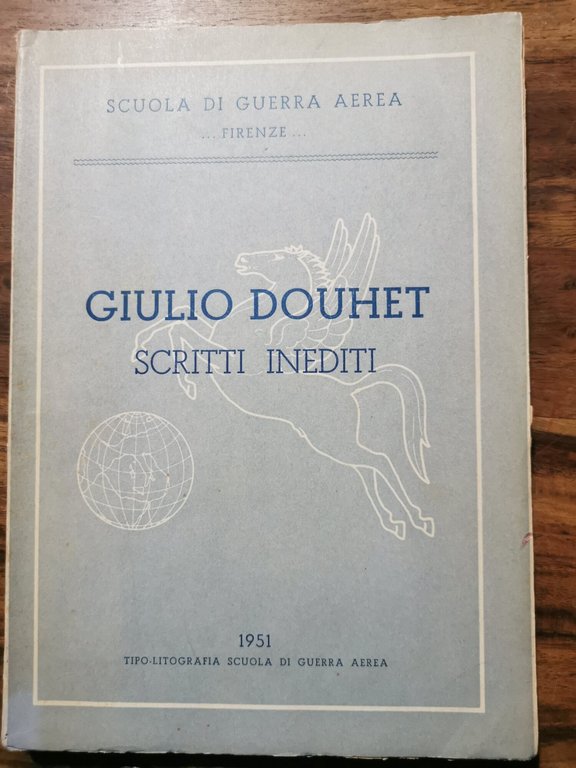 SCUOLA DI GUERRA AEREA
... FIRENZE ...
GIULIO DOUHET
SCRITTI INEDITI
1951
TIPO-LITOGRAFIA SCUOLA DI GUERRA AEREA